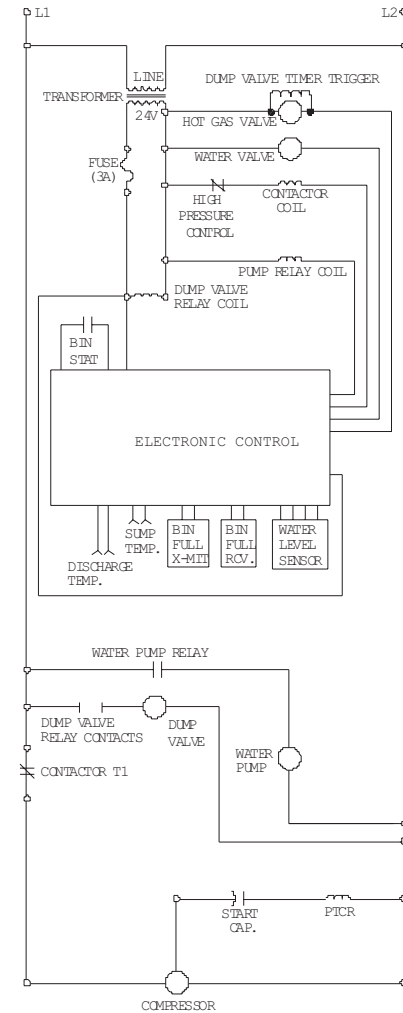 L1
L2
LINE
DUMP VALVE TIMER TRIGGER
TRANSFORMER
24V
HOT GAS VALVE
FUSE
(3A)
WATER VALVE
HIGH
PRESSURE
CONTROL
CONTACTOR
COIL
PUMP RELAY COIL
DUMP VALVE
RELAY COIL
BIN
STAT
ELECTRONIC CONTROL
DISCHARGE
TEMP.
SUMP
TEMP.
BIN
FULL
X-MIT
BIN
FULL
RCV.
WATER
LEVEL
SENSOR
WATER PUMP RELAY
DUMP VALVE
RELAY CONTACTS
DUMP
VALVE
WATER
PUMP
CONTACTOR T1
START
CAP.
PTCR
COMPRESSOR